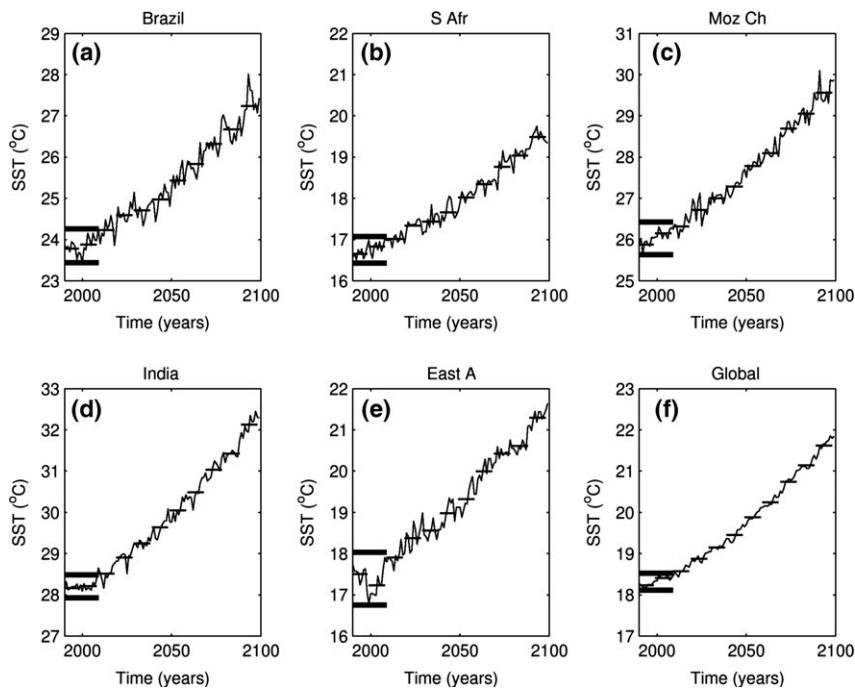 Brazil
(a)
29
28
27
26
25
24
23
SST (°C)
2000 2050 2100
Time (years)
S Afr
(b)
22
21
20
19
18
17
16
SST (°C)
2000 2050 2100
Time (years)
Moz Ch
(c)
31
30
29
28
27
26
25
SST (°C)
2000 2050 2100
Time (years)
India
(d)
33
32
31
30
29
28
27
SST (°C)
2000 2050 2100
Time (years)
East A
(e)
22
21
20
19
18
17
16
SST (°C)
2000 2050 2100
Time (years)
Global
(f)
23
22
21
20
19
18
17
SST (°C)
2000 2050 2100
Time (years)